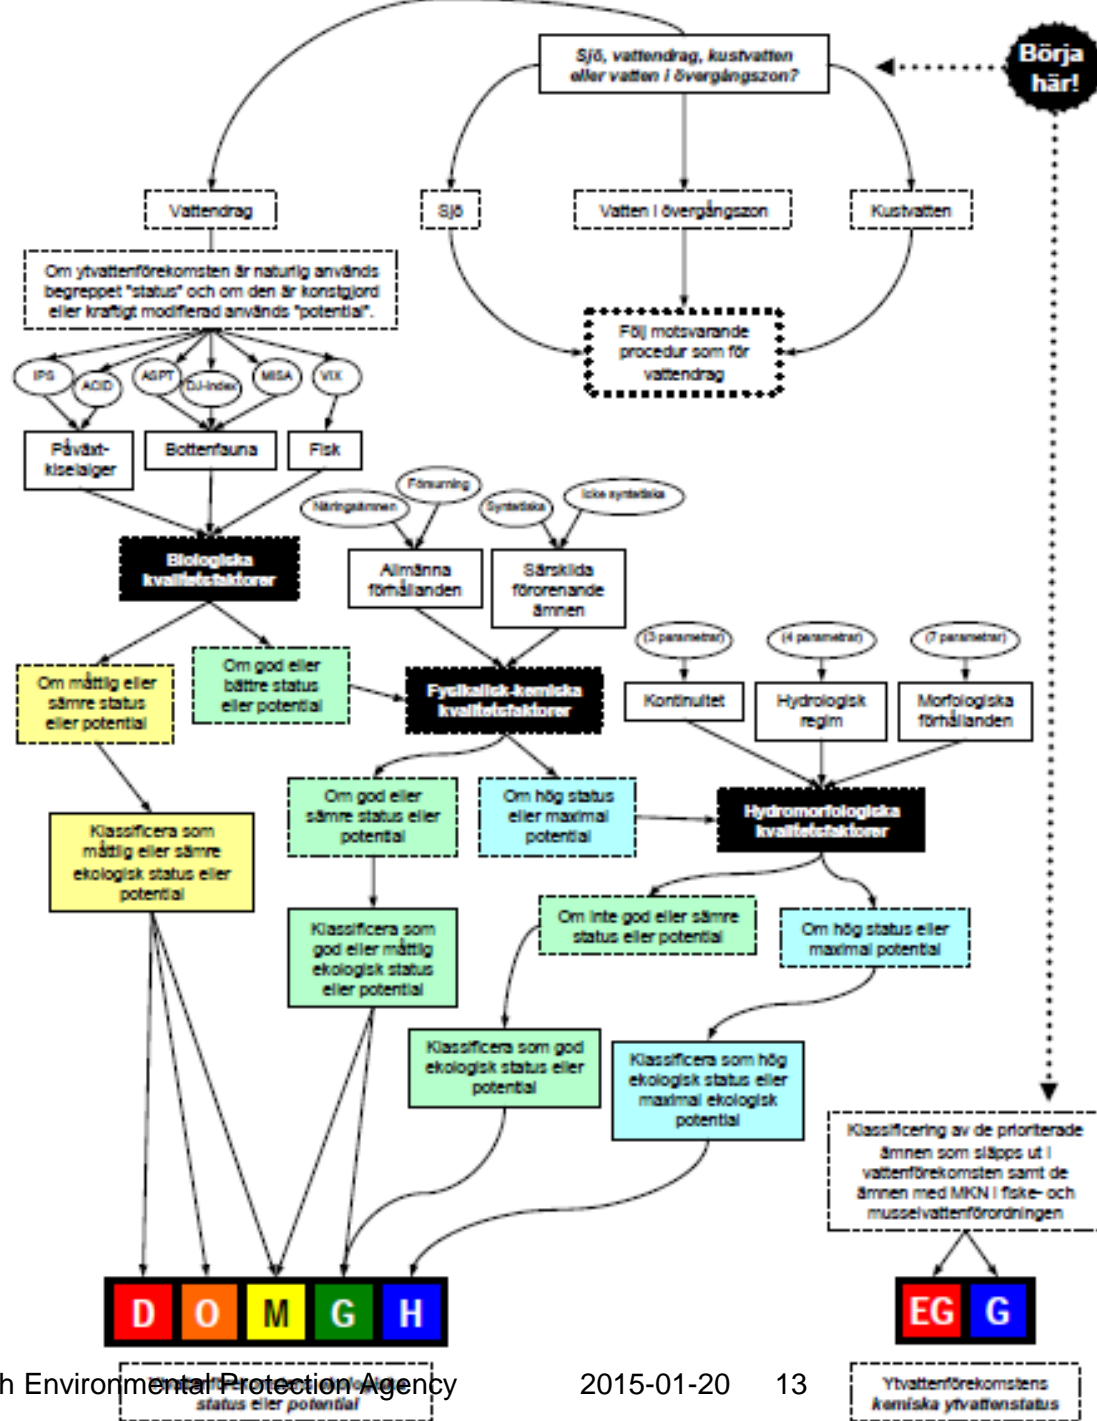 Sjö, vattendrag, kustvatten
eller vatten i övergångszon?
Börja
här!
Vattendrag
Sjö
Vatten i övergångszon
Kustvatten
Om ytvattenförekomsten är naturlig används
begreppet "status" och om den är konstgjord
eller kraftigt modifierad används "potential".
Följ motsvarande
procedur som för
vattendrag
IPS
ACID
ASPT
DJ-index
MISA
VIX
Påväxt-
kiselalger
Bottenfauna
Fisk
Näringsämnen
Försurning
Syntetiska
Icke syntetiska
Biologiska
kvalitetsfaktorer
Allmänna
förhållanden
Särskilda
förorenande
ämnen
(3 parametrar)
(4 parametrar)
(7 parametrar)
Om måttlig eller
sämre status
eller potential
Om god eller
bättre status
eller potential
Fysikalisk-kemiska
kvalitetsfaktorer
Kontinuitet
Hydrologisk
regim
Morfologiska
förhållanden
Om god eller
sämre status eller
potential
Om hög status
eller maximal
potential
Hydromorfologiska
kvalitetsfaktorer
Klassificera som
måttlig eller sämre
ekologisk status eller
potential
Klassificera som
god eller måttlig
ekologisk status
eller potential
Om inte god eller sämre
status eller potential
Om hög status eller
maximal potential
Klassificera som god
ekologisk status eller
potential
Klassificera som hög
ekologisk status eller
maximal ekologisk
potential
Klassificering av de prioriterade
ämnen som släpps ut i
vattenförekomsten samt de
ämnen med MKN i fiske- och
musselvattenförordningen
D O M G H
EG G
h Environmental Protection Agency 2015-01-20 13
status eller potential
Ytvattenförekomstens
kemiska ytvattenstatus